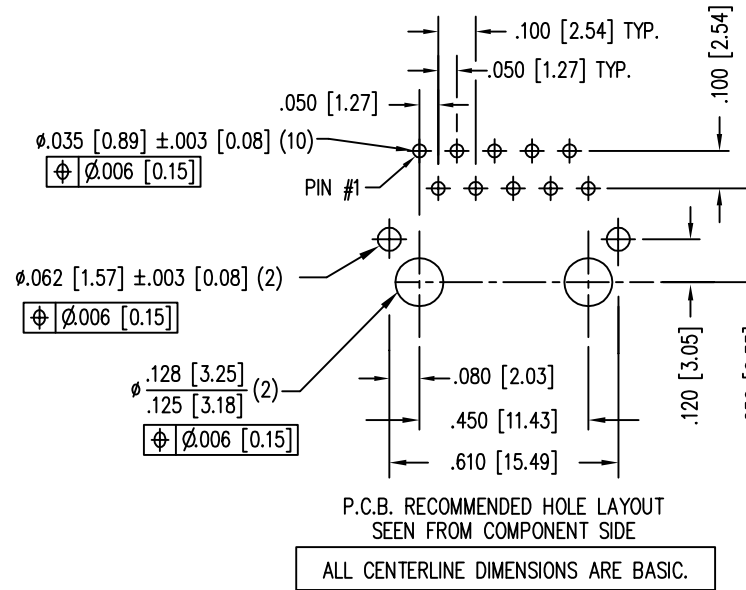 .100 [2.54] TYP.
.050 [1.27] TYP.
.100 [2.54]
.050 [1.27]
ø.035 [0.89] ±.003 [0.08] (10)
⌖ Ø.006 [0.15]
PIN #1
ø.062 [1.57] ±.003 [0.08] (2)
⌖ Ø.006 [0.15]
.120 [3.05]
ø .128 [3.25]
.125 [3.18] (2)
⌖ Ø.006 [0.15]
.080 [2.03]
.450 [11.43]
.610 [15.49]
P.C.B. RECOMMENDED HOLE LAYOUT
SEEN FROM COMPONENT SIDE
ALL CENTERLINE DIMENSIONS ARE BASIC.